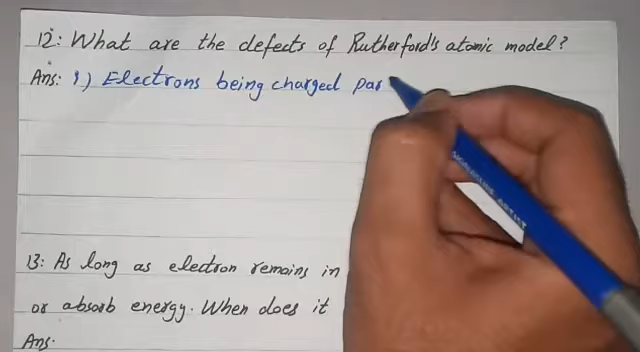 12: What are the defects of Rutherford's atomic model?
Ans: 1) Electrons being charged par
13: As long as electron remains in
or absorb energy. When does it
Ans.